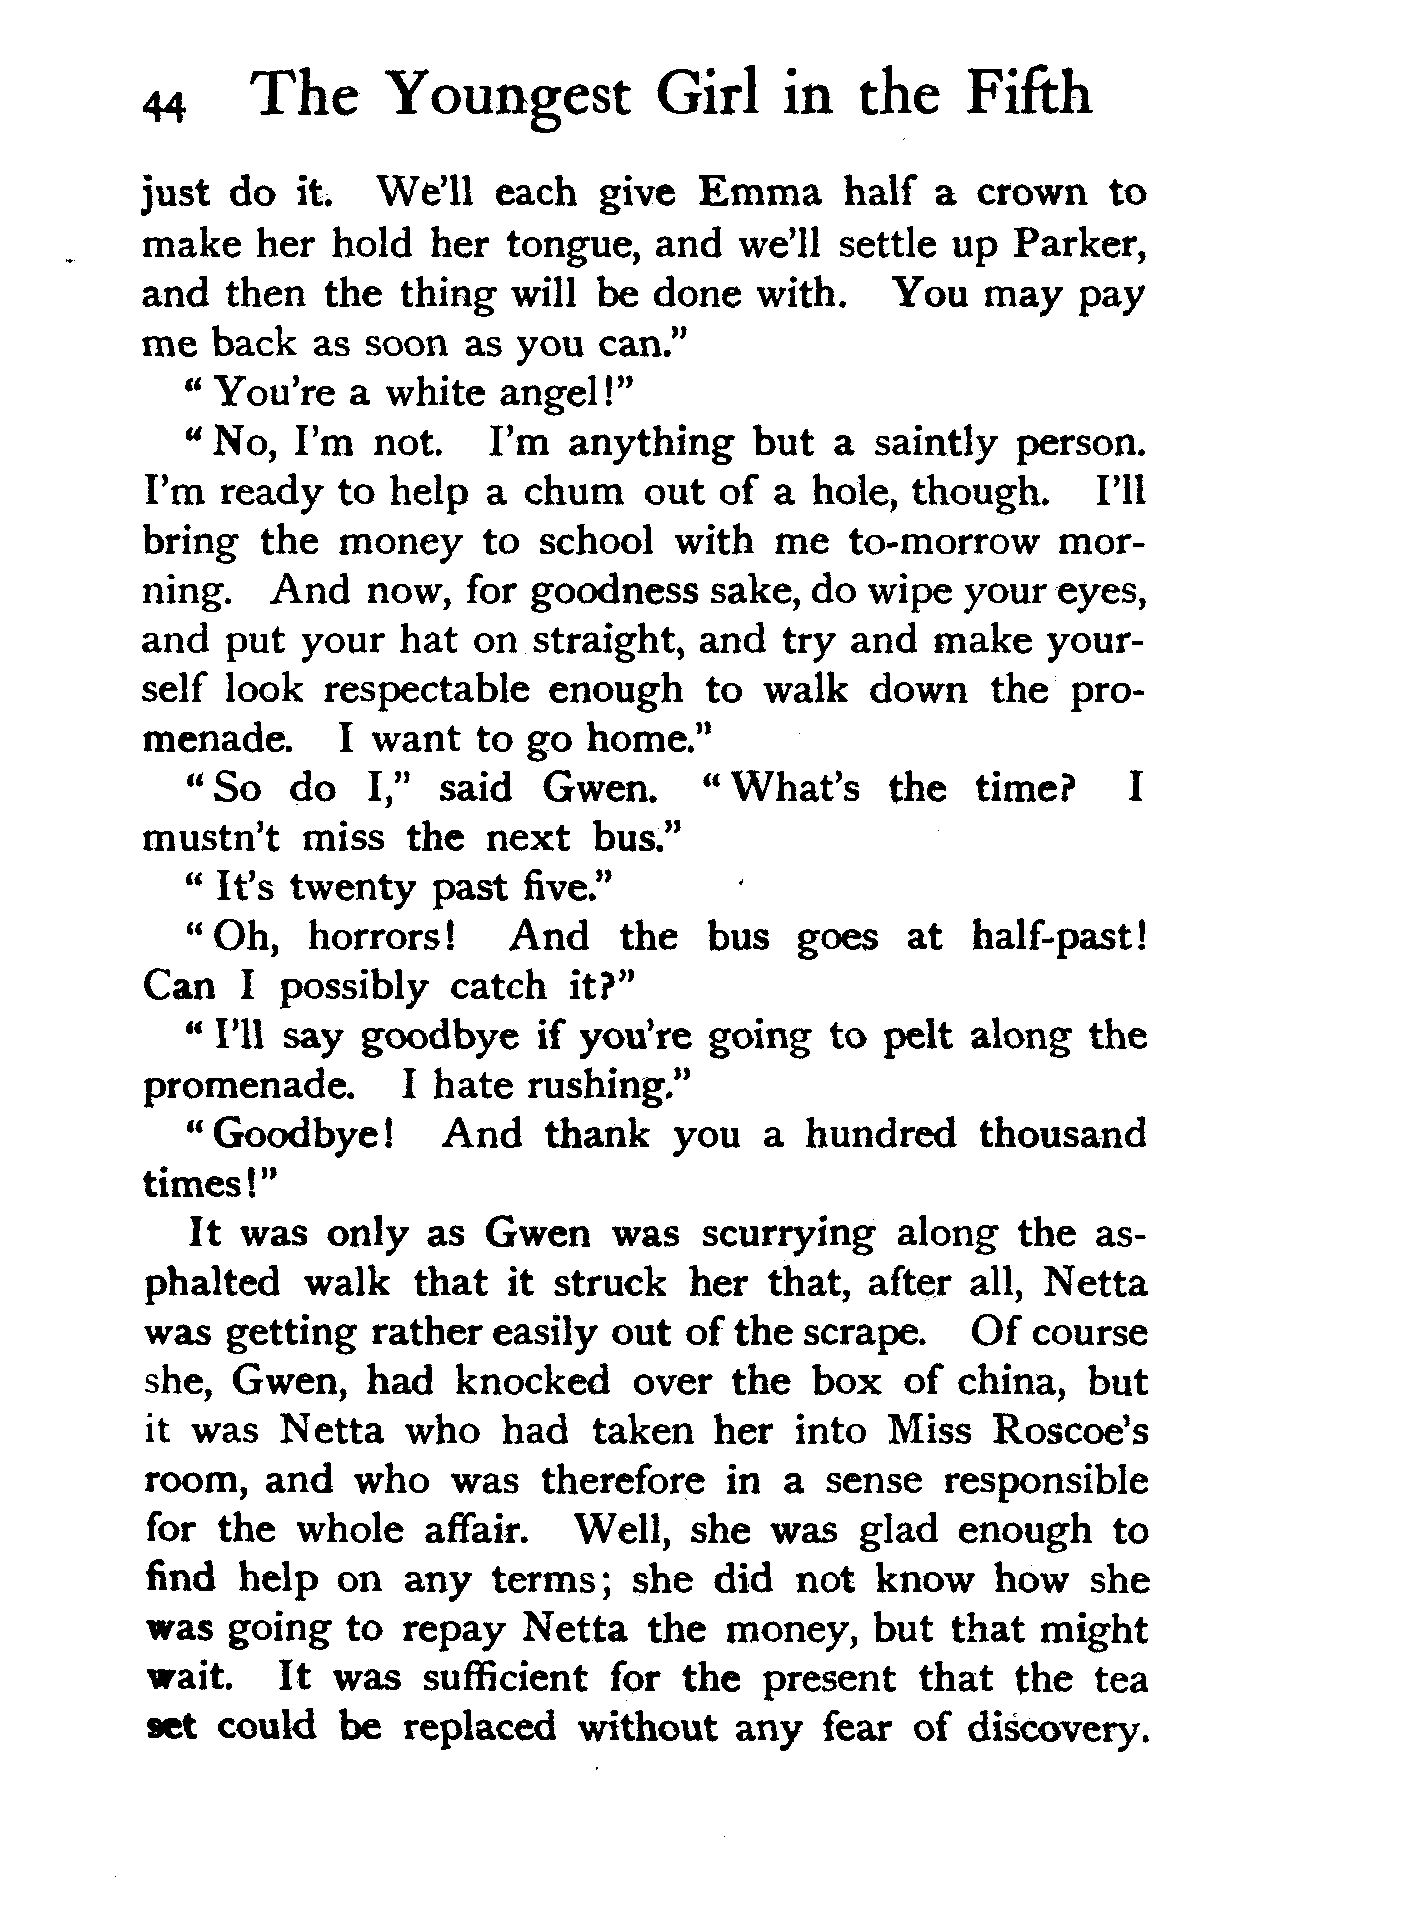 44 The Youngest Girl in the Fifth
just do it. We'll each give Emma half a crown to
make her hold her tongue, and we'll settle up Parker,
and then the thing will be done with. You may pay
me back as soon as you can."
"You're a white angel!"
"No, I'm not. I'm anything but a saintly person.
I'm ready to help a chum out of a hole, though. I'll
bring the money to school with me to-morrow mor-
ning. And now, for goodness sake, do wipe your eyes,
and put your hat on straight, and try and make your-
self look respectable enough to walk down the pro-
menade. I want to go home."
"So do I," said Gwen. "What's the time? I
mustn't miss the next bus."
"It's twenty past five."
"Oh, horrors! And the bus goes at half-past!
Can I possibly catch it?"
"I'll say goodbye if you're going to pelt along the
promenade. I hate rushing."
"Goodbye! And thank you a hundred thousand
times!"
It was only as Gwen was scurrying along the as-
phalted walk that it struck her that, after all, Netta
was getting rather easily out of the scrape. Of course
she, Gwen, had knocked over the box of china, but
it was Netta who had taken her into Miss Roscoe's
room, and who was therefore in a sense responsible
for the whole affair. Well, she was glad enough to
find help on any terms; she did not know how she
was going to repay Netta the money, but that might
wait. It was sufficient for the present that the tea
set could be replaced without any fear of discovery.